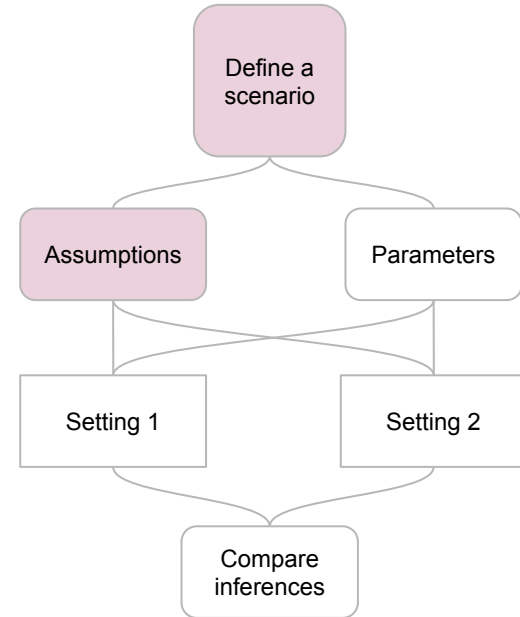 Define a
scenario
Assumptions
Parameters
Setting 1
Setting 2
Compare
inferences